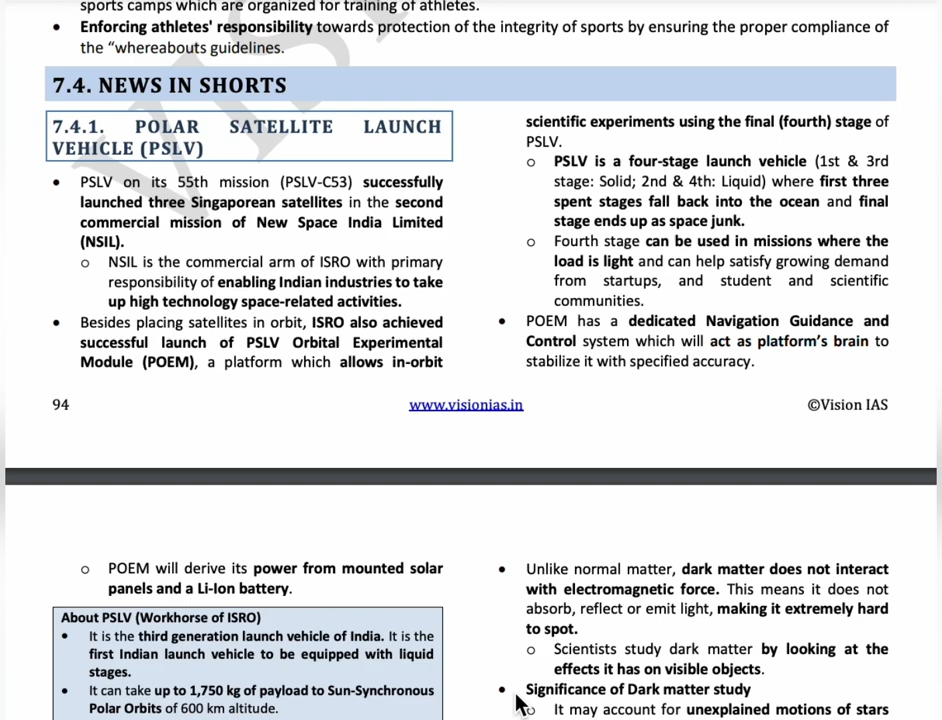 sports camps which are organized for training of athletes.
• Enforcing athletes' responsibility towards protection of the integrity of sports by ensuring the proper compliance of
the “whereabouts guidelines.
7.4. NEWS IN SHORTS
7.4.1. POLAR SATELLITE LAUNCH
VEHICLE (PSLV)
• PSLV on its 55th mission (PSLV-C53) successfully
launched three Singaporean satellites in the second
commercial mission of New Space India Limited
(NSIL).
o NSIL is the commercial arm of ISRO with primary
responsibility of enabling Indian industries to take
up high technology space-related activities.
• Besides placing satellites in orbit, ISRO also achieved
successful launch of PSLV Orbital Experimental
Module (POEM), a platform which allows in-orbit
scientific experiments using the final (fourth) stage of
PSLV.
o PSLV is a four-stage launch vehicle (1st & 3rd
stage: Solid; 2nd & 4th: Liquid) where first three
spent stages fall back into the ocean and final
stage ends up as space junk.
o Fourth stage can be used in missions where the
load is light and can help satisfy growing demand
from startups, and student and scientific
communities.
• POEM has a dedicated Navigation Guidance and
Control system which will act as platform’s brain to
stabilize it with specified accuracy.
94 www.visionias.in ©Vision IAS
o POEM will derive its power from mounted solar
panels and a Li-Ion battery.
About PSLV (Workhorse of ISRO)
• It is the third generation launch vehicle of India. It is the
first Indian launch vehicle to be equipped with liquid
stages.
• It can take up to 1,750 kg of payload to Sun-Synchronous
Polar Orbits of 600 km altitude.
• Unlike normal matter, dark matter does not interact
with electromagnetic force. This means it does not
absorb, reflect or emit light, making it extremely hard
to spot.
o Scientists study dark matter by looking at the
effects it has on visible objects.
• Significance of Dark matter study
o It may account for unexplained motions of stars